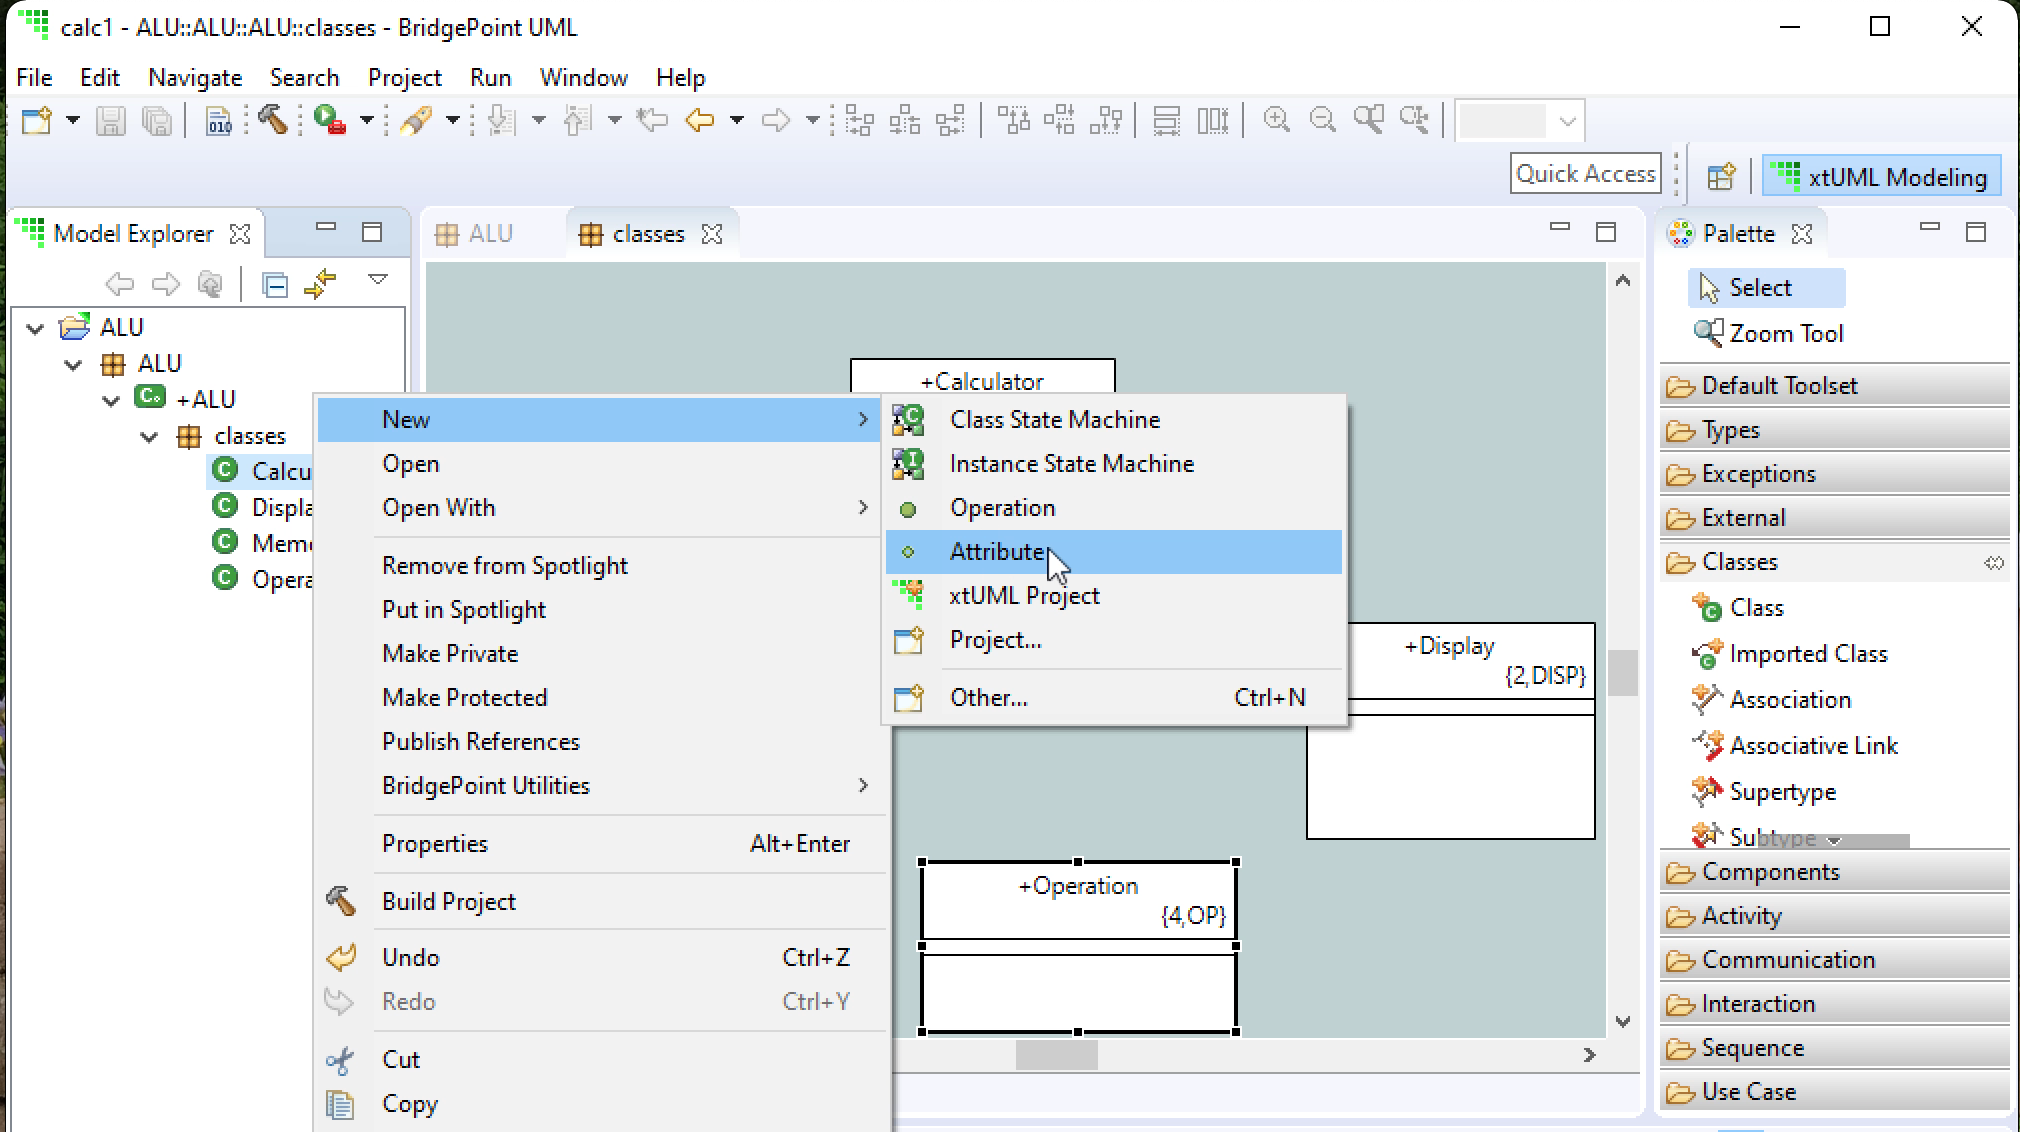 calc1 - ALU::ALU::ALU::classes - BridgePoint UML
File Edit Navigate Search Project Run Window Help
010
Quick Access
xtUML Modeling
Model Explorer
ALU
ALU
+ALU
classes
Calcu
Displa
Memo
Opera
ALU
classes
+Calculator
+Display
{2,DISP}
+Operation
{4,OP}
New
Open
Open With
Remove from Spotlight
Put in Spotlight
Make Private
Make Protected
Publish References
BridgePoint Utilities
Properties Alt+Enter
Build Project
Undo Ctrl+Z
Redo Ctrl+Y
Cut
Copy
Class State Machine
Instance State Machine
Operation
Attribute
xtUML Project
Project...
Other... Ctrl+N
Palette
Select
Zoom Tool
Default Toolset
Types
Exceptions
External
Classes
Class
Imported Class
Association
Associative Link
Supertype
Subtype
Components
Activity
Communication
Interaction
Sequence
Use Case